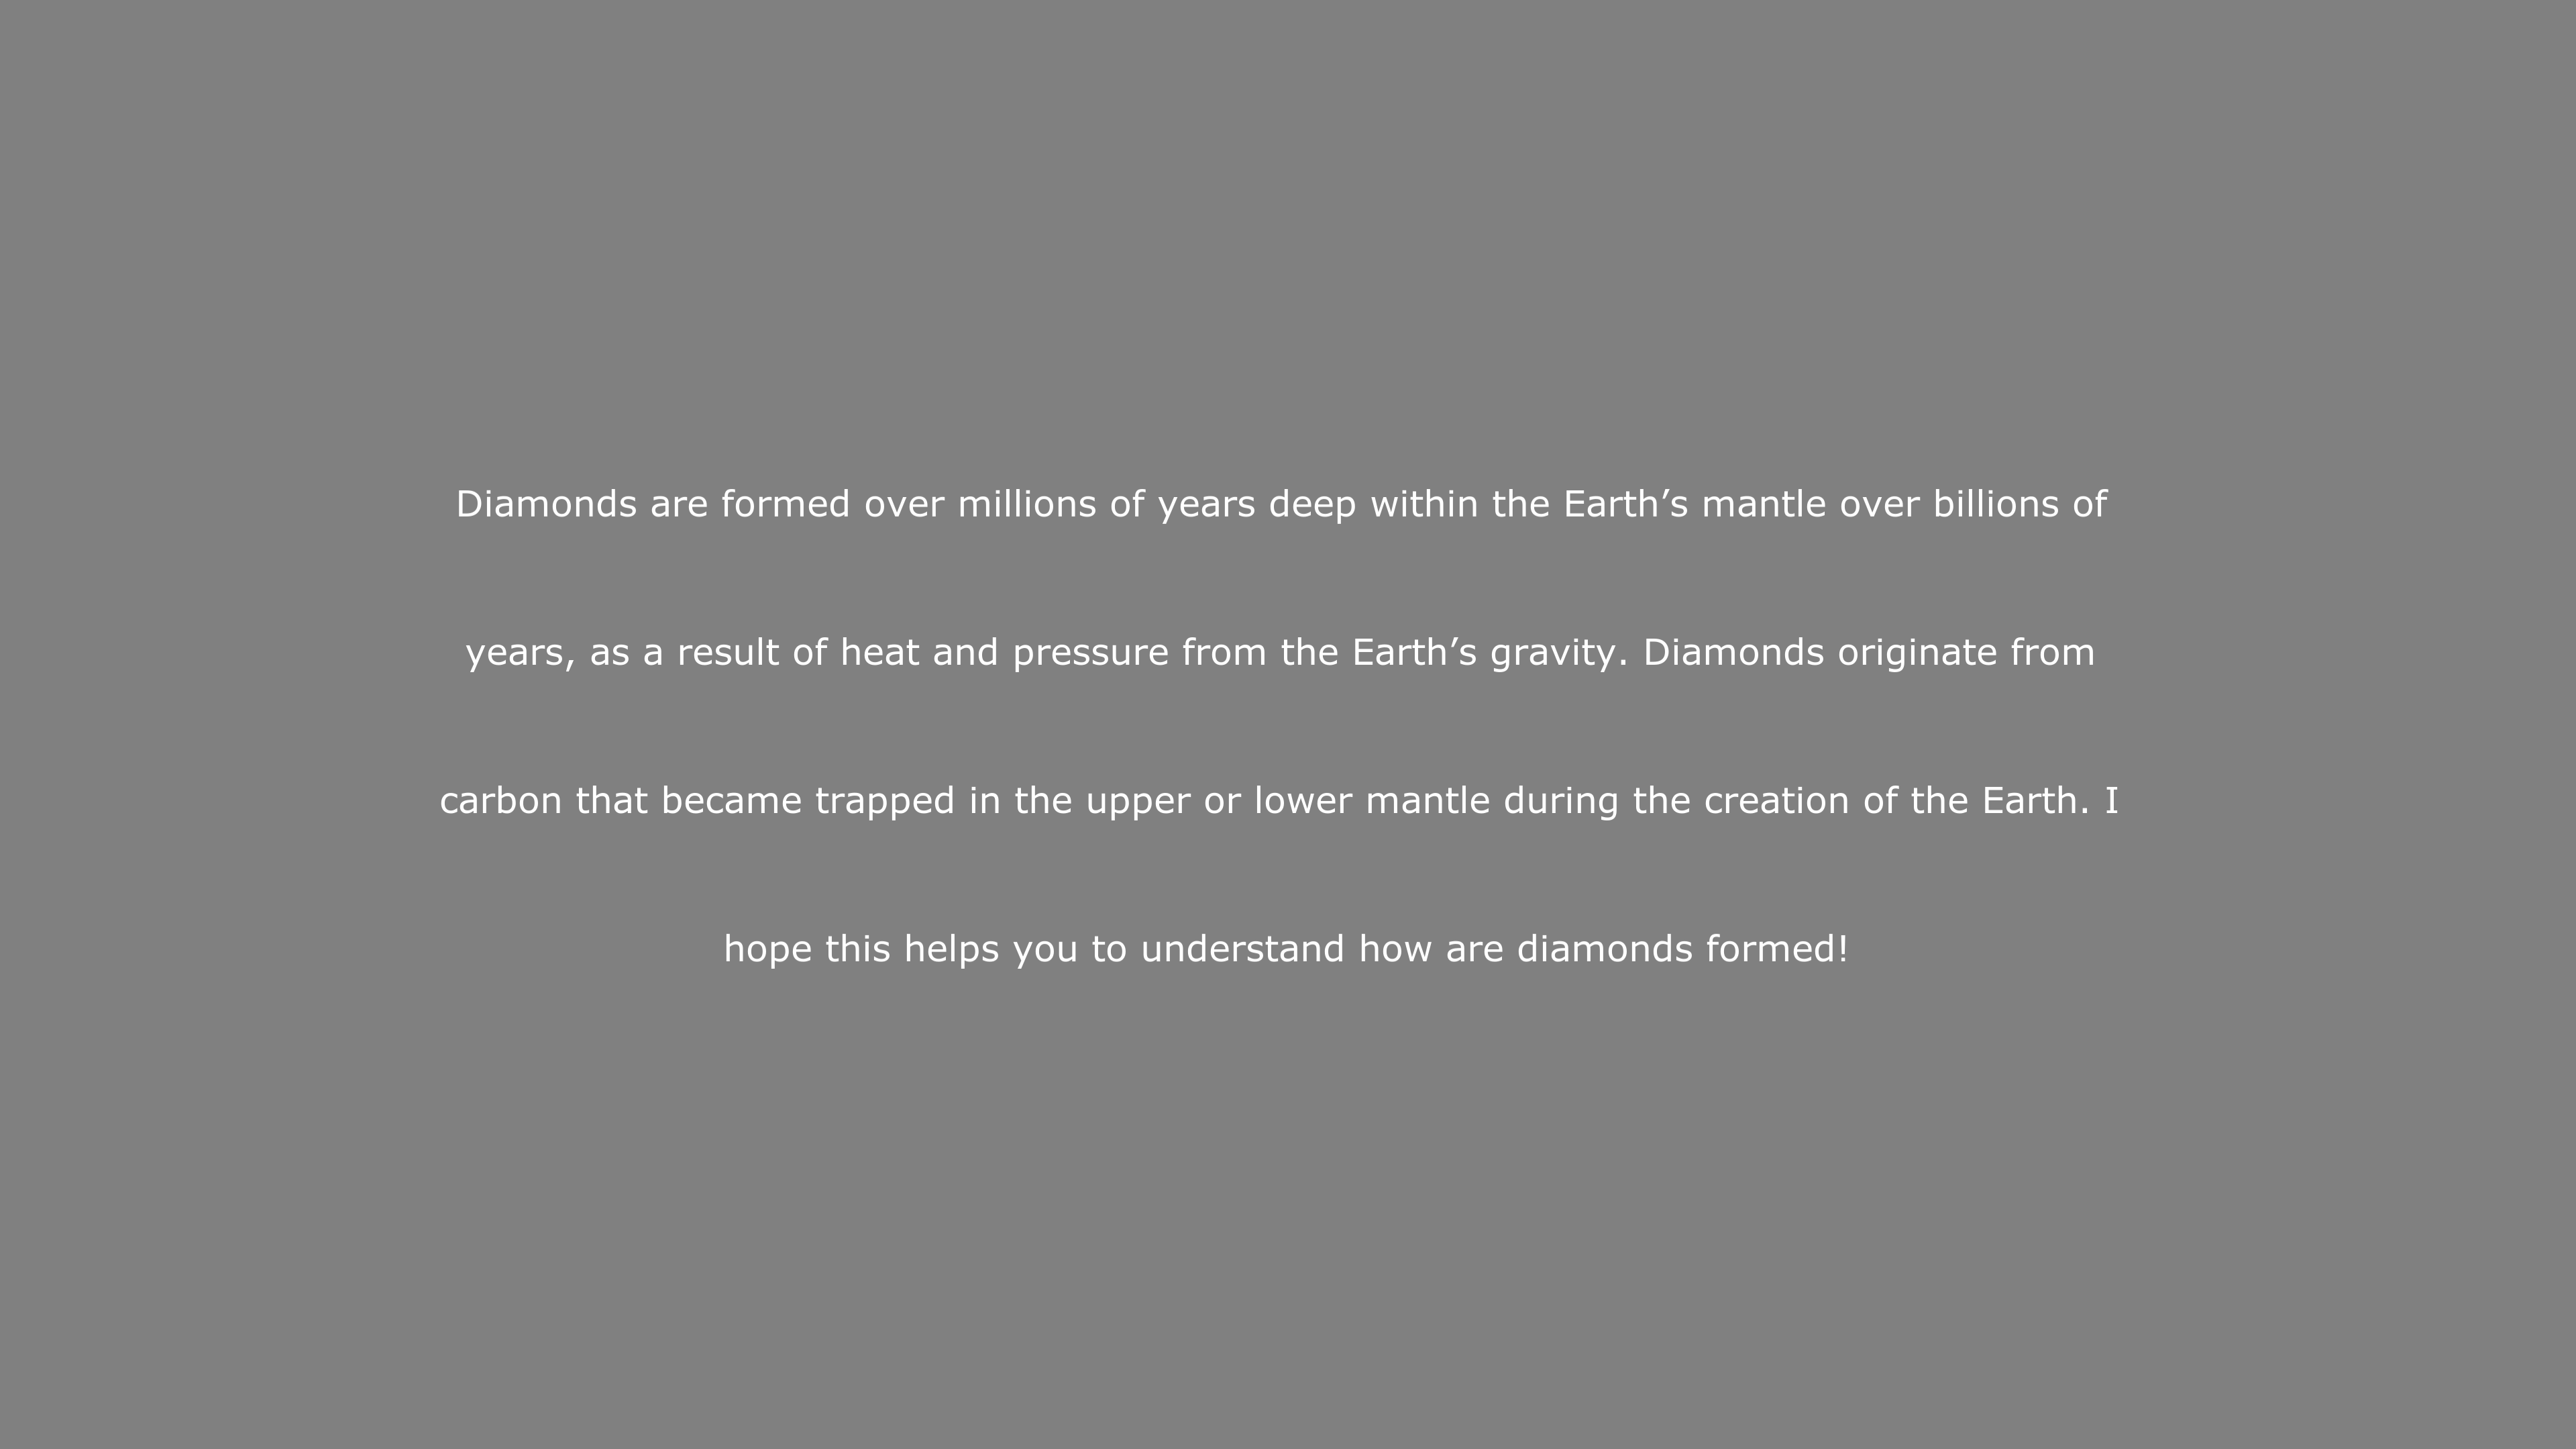 Diamonds are formed over millions of years deep within the Earth’s mantle over billions of
years, as a result of heat and pressure from the Earth’s gravity. Diamonds originate from
carbon that became trapped in the upper or lower mantle during the creation of the Earth. I
hope this helps you to understand how are diamonds formed!